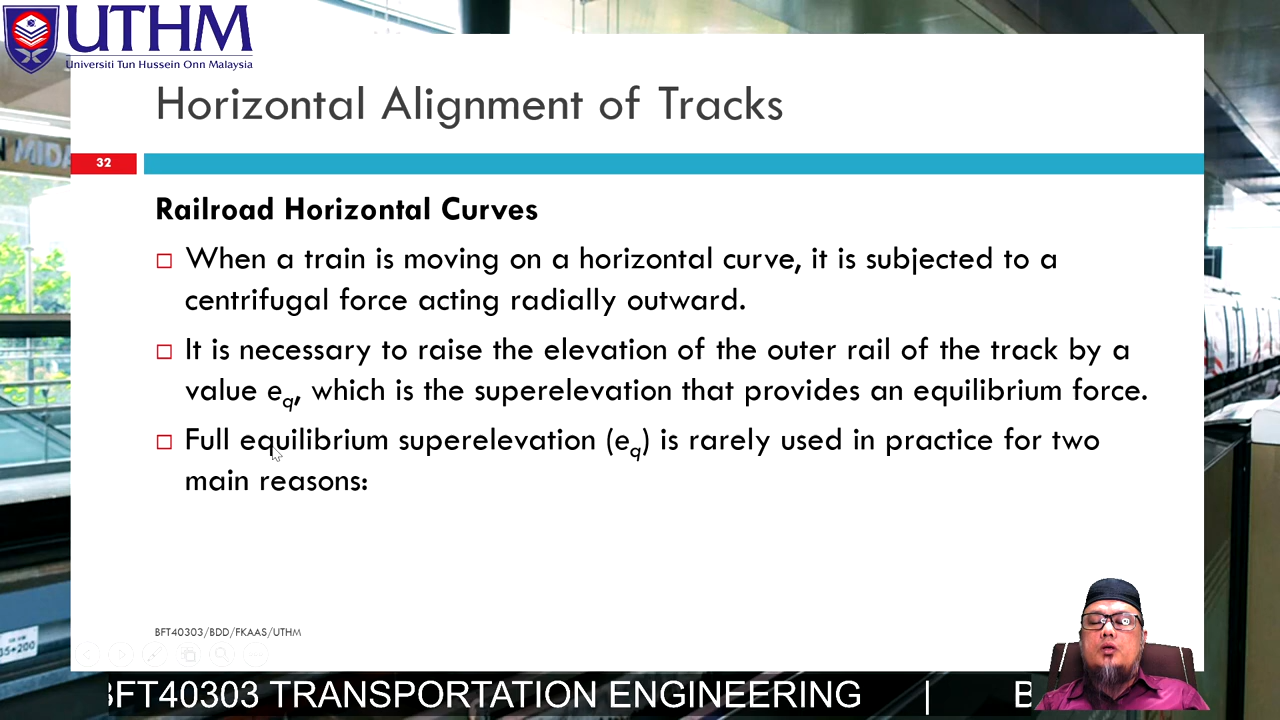 UTHM
Universiti Tun Hussein Onn Malaysia
Horizontal Alignment of Tracks
MIDA
32
Railroad Horizontal Curves
When a train is moving on a horizontal curve, it is subjected to a
centrifugal force acting radially outward.
It is necessary to raise the elevation of the outer rail of the track by a
value eq, which is the superelevation that provides an equilibrium force.
Full equilibrium superelevation (eq) is rarely used in practice for two
main reasons:
BFT40303/BDD/FKAAS/UTHM
BFT40303 TRANSPORTATION ENGINEERING | B